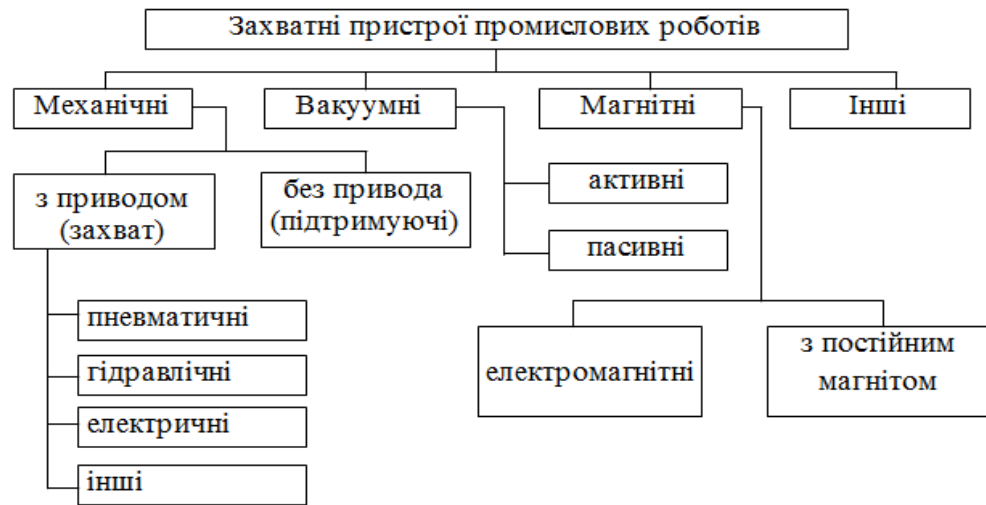 Захватні пристрої промислових роботів
Механічні
Вакуумні
Магнітні
Інші
з приводом
(захват)
без привода
(підтримуючі)
активні
пасивні
пневматичні
гідравлічні
електричні
інші
електромагнітні
з постійним
магнітом